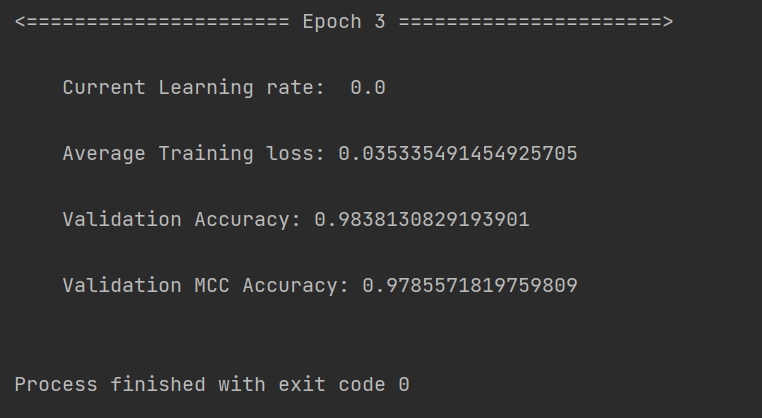 <====================== Epoch 3 ======================>
Current Learning rate:  0.0
Average Training loss: 0.035335491454925705
Validation Accuracy: 0.9838130829193901
Validation MCC Accuracy: 0.9785571819759809
Process finished with exit code 0